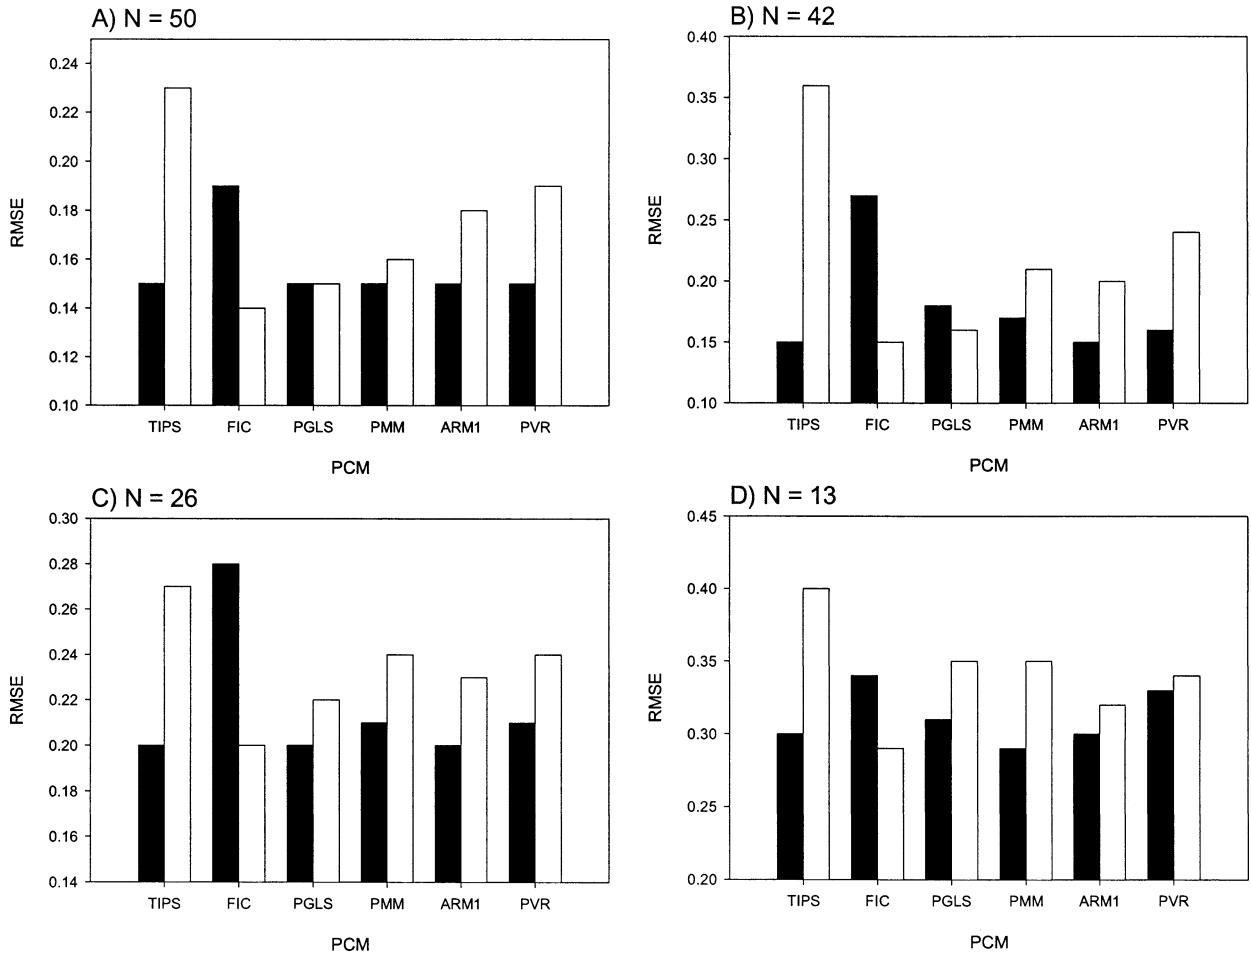 A) N = 50
RMSE
0.24
0.22
0.20
0.18
0.16
0.14
0.12
0.10
TIPS FIC PGLS PMM ARM1 PVR
PCM
B) N = 42
RMSE
0.40
0.35
0.30
0.25
0.20
0.15
0.10
TIPS FIC PGLS PMM ARM1 PVR
PCM
C) N = 26
RMSE
0.30
0.28
0.26
0.24
0.22
0.20
0.18
0.16
0.14
TIPS FIC PGLS PMM ARM1 PVR
PCM
D) N = 13
RMSE
0.45
0.40
0.35
0.30
0.25
0.20
TIPS FIC PGLS PMM ARM1 PVR
PCM